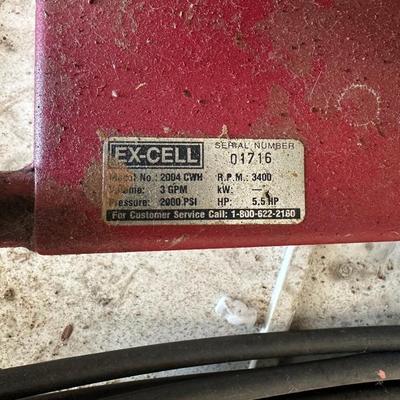 EX-CELL
SERIAL NUMBER
01716
Model No.: 2004 CWH R.P.M.: 3400
Volume: 3 GPM kW: —
Pressure: 2000 PSI HP: 5.5 HP
For Customer Service Call: 1-800-622-2180